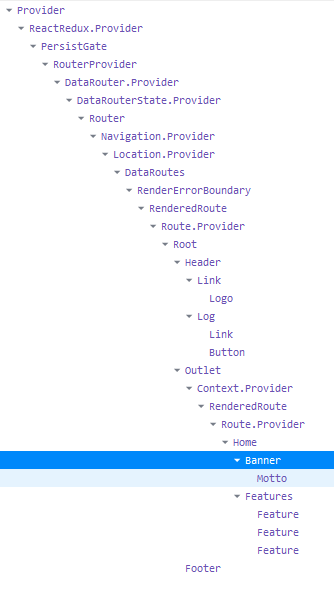 Provider
ReactRedux.Provider
PersistGate
RouterProvider
DataRouter.Provider
DataRouterState.Provider
Router
Navigation.Provider
Location.Provider
DataRoutes
RenderErrorBoundary
RenderedRoute
Route.Provider
Root
Header
Link
Logo
Log
Link
Button
Outlet
Context.Provider
RenderedRoute
Route.Provider
Home
Banner
Motto
Features
Feature
Feature
Feature
Footer